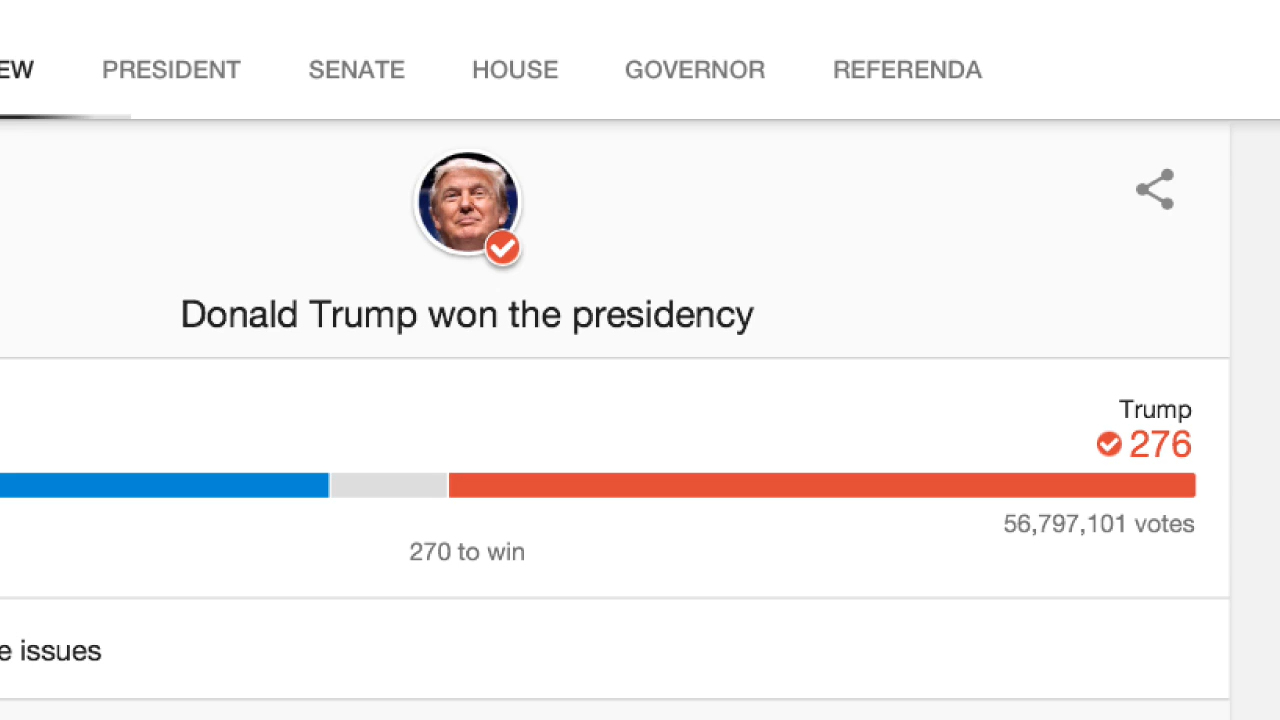 EW PRESIDENT SENATE HOUSE GOVERNOR REFERENDA
Donald Trump won the presidency
Trump
276
56,797,101 votes
270 to win
e issues